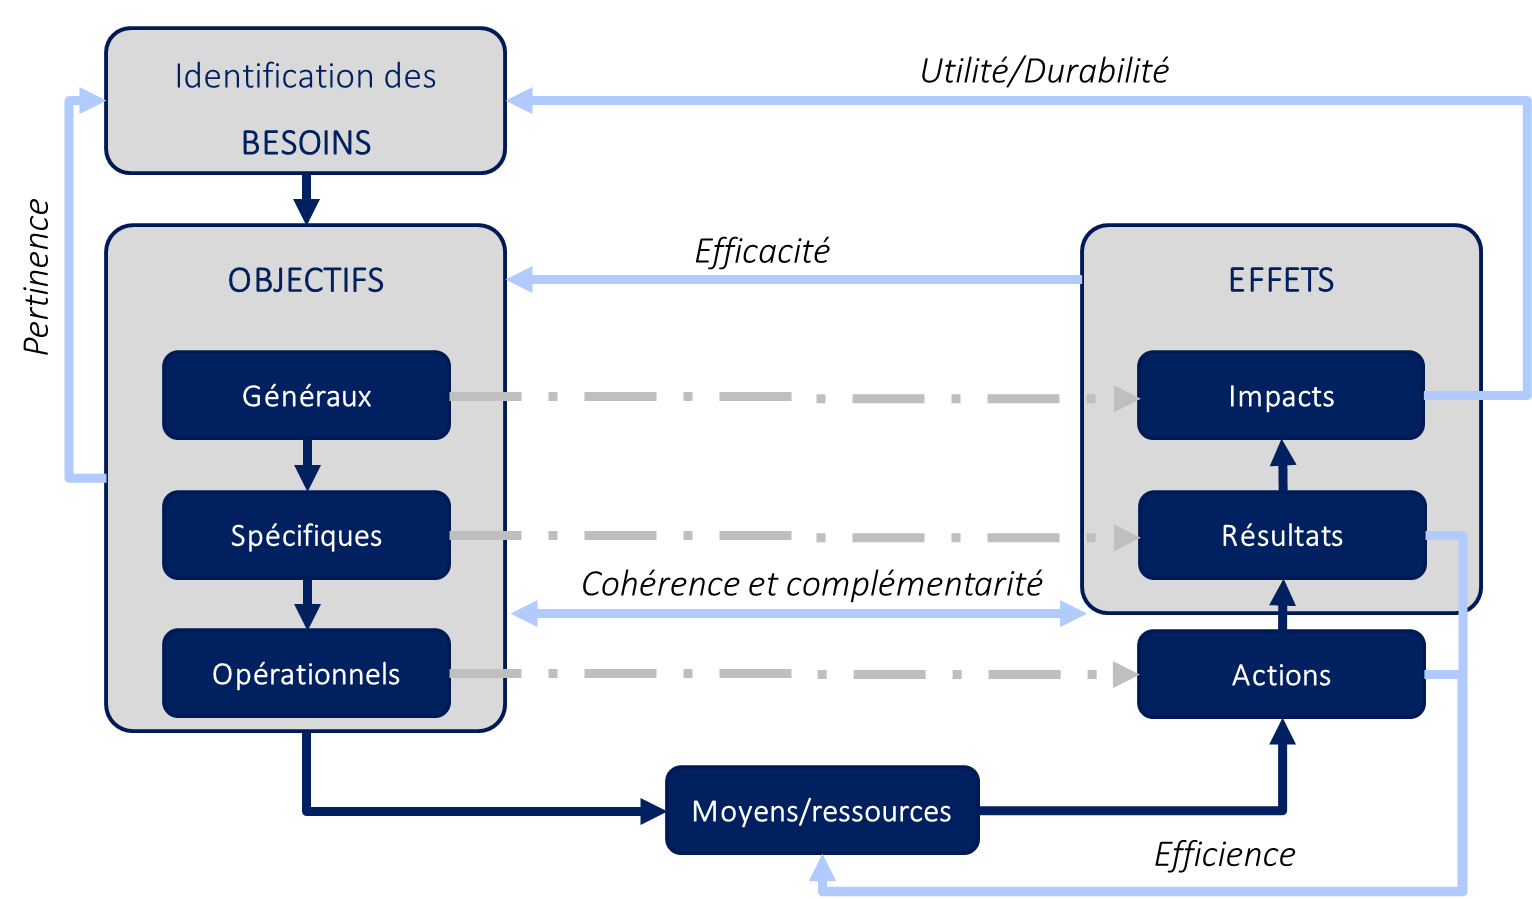 Identification des
BESOINS
Utilité/Durabilité
Pertinence
Efficacité
OBJECTIFS
EFFETS
Généraux
Impacts
Spécifiques
Résultats
Cohérence et complémentarité
Opérationnels
Actions
Moyens/ressources
Efficience